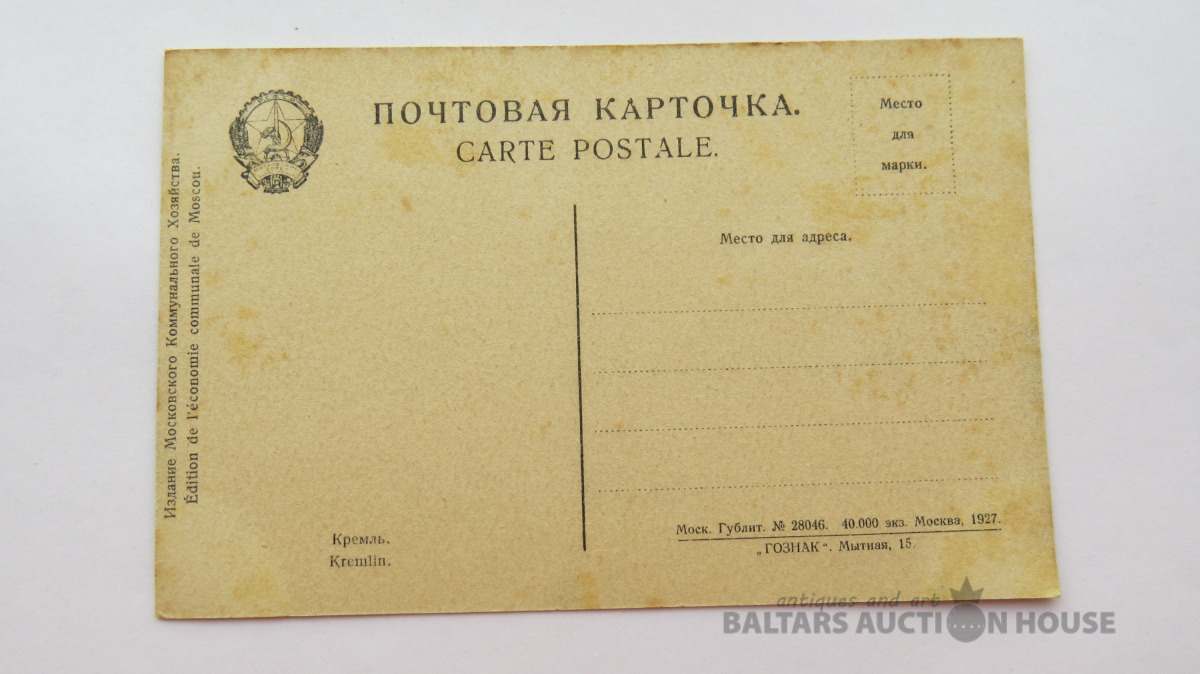 ПОЧТОВАЯ КАРТОЧКА.
CARTE POSTALE.
Место
для
марки.
Место для адреса.
Издание Московского Коммунального Хозяйства.
Édition de l'économie communale de Moscou.
Кремль.
Kremlin.
Моск. Гублит. № 28046. 40.000 экз. Москва, 1927.
„ГОЗНАК“. Мытная, 15.
antiques and art
BALTARS AUCTION HOUSE